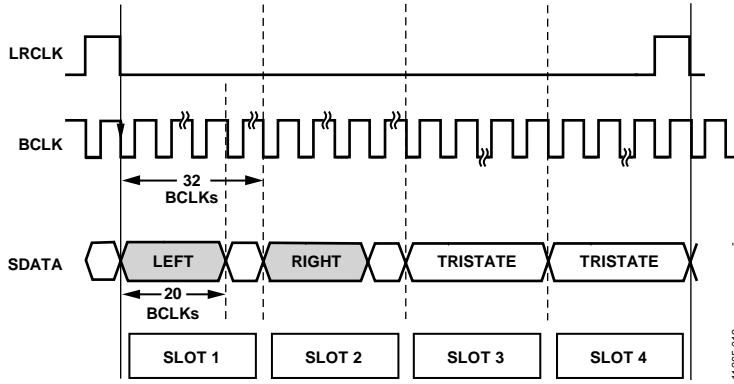 LRCLK
BCLK
32
BCLKs
SDATA
LEFT
RIGHT
TRISTATE
TRISTATE
20
BCLKs
SLOT 1
SLOT 2
SLOT 3
SLOT 4